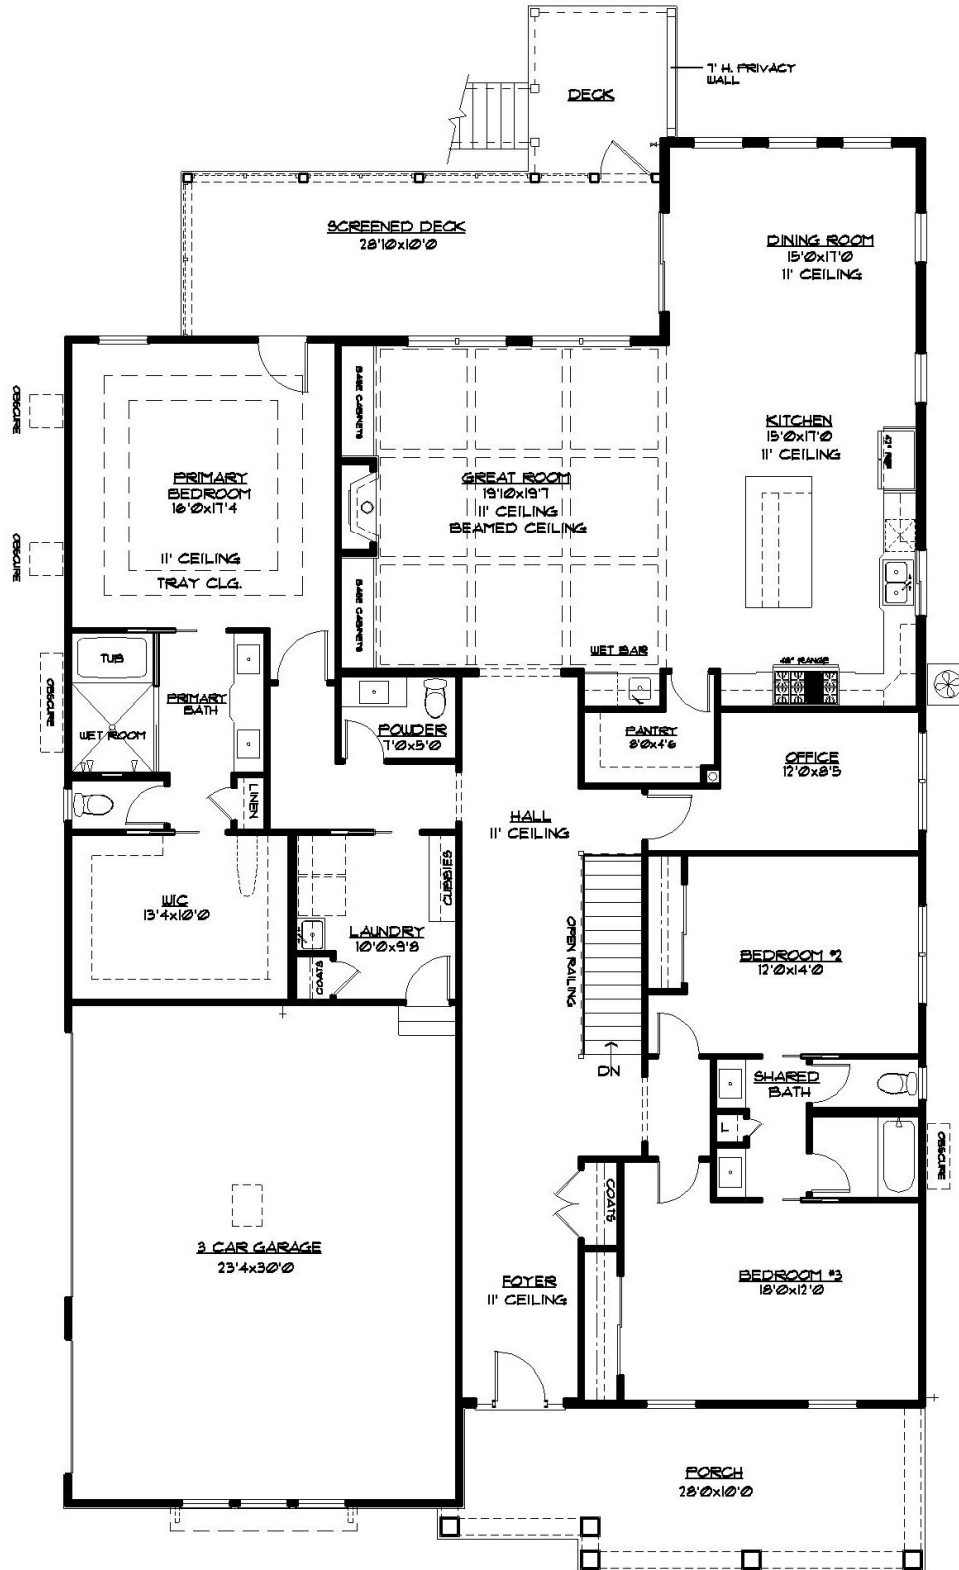 7' H. PRIVACY
WALL
DECK
SCREENED DECK
28'10x10'0
DINING ROOM
15'0x17'0
11' CEILING
OBSCURE
BASE CABINETS
KITCHEN
15'0x17'0
11' CEILING
42" REF
PRIMARY
BEDROOM
16'0x17'4
11' CEILING
TRAY CLG.
GREAT ROOM
19'10x19'7
11' CEILING
BEAMED CEILING
OBSCURE
BASE CABINETS
TUB
WET BAR
48" RANGE
OBSCURE
PRIMARY
BATH
WET ROOM
POWDER
7'0x5'0
PANTRY
8'0x4'6
OFFICE
12'0x8'5
LINEN
HALL
11' CEILING
WIC
13'4x10'0
CUBBIES
LAUNDRY
10'0x9'8
COATS
OPEN RAILING
BEDROOM #2
12'0x14'0
DN
SHARED
BATH
L
OBSCURE
COATS
3 CAR GARAGE
23'4x30'0
FOYER
11' CEILING
BEDROOM #3
18'0x12'0
PORCH
28'0x10'0